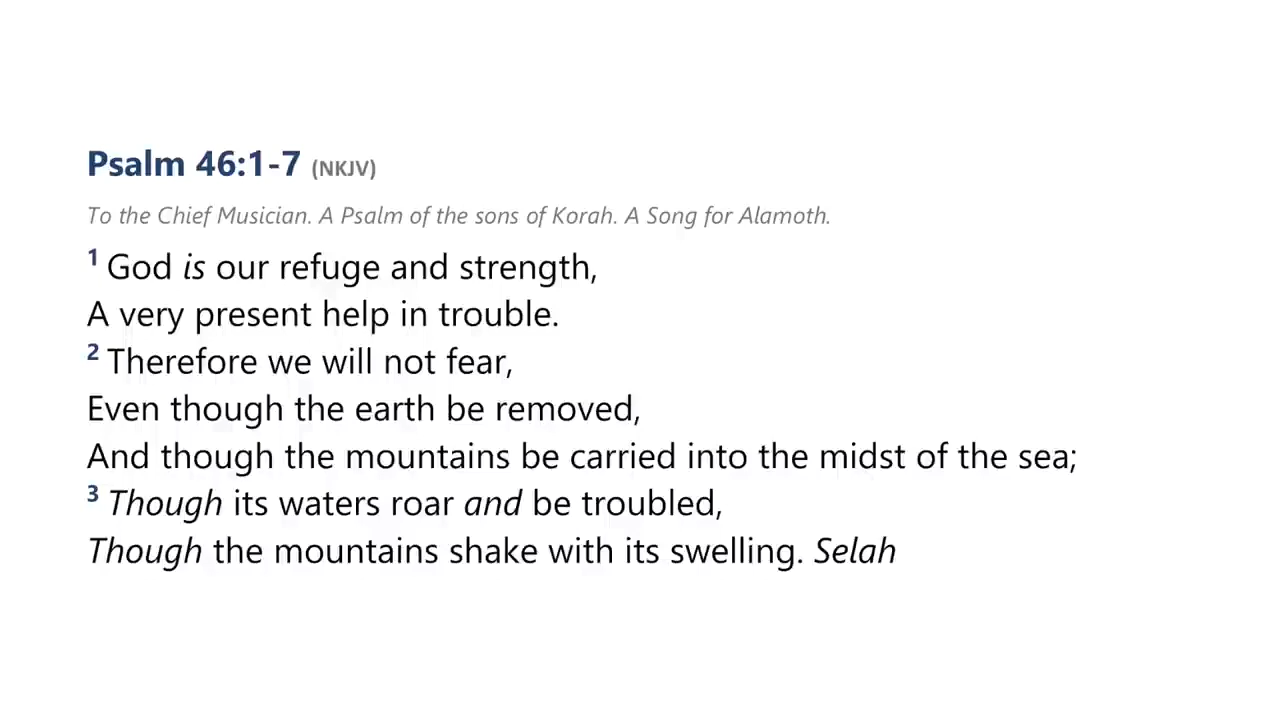 Psalm 46:1-7 (NKJV)
To the Chief Musician. A Psalm of the sons of Korah. A Song for Alamoth.
1 God is our refuge and strength,
A very present help in trouble.
2 Therefore we will not fear,
Even though the earth be removed,
And though the mountains be carried into the midst of the sea;
3 Though its waters roar and be troubled,
Though the mountains shake with its swelling. Selah